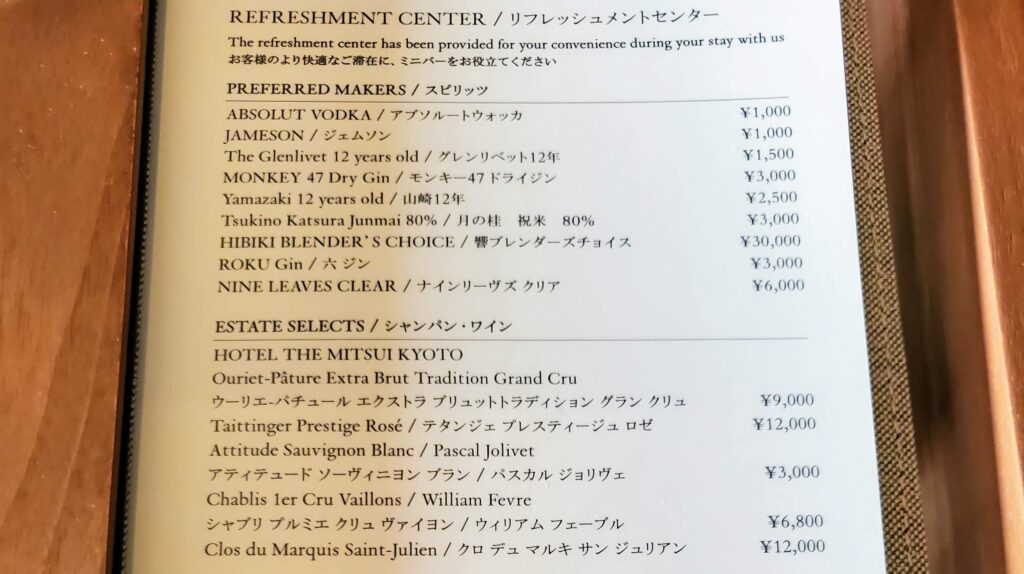 REFRESHMENT CENTER / リフレッシュメントセンター
The refreshment center has been provided for your convenience during your stay with us
お客様のより快適なご滞在に、ミニバーをお役立てください
PREFERRED MAKERS / スピリッツ
ABSOLUT VODKA / アブソルートウォッカ ¥1,000
JAMESON / ジェムソン ¥1,000
The Glenlivet 12 years old / グレンリベット12年 ¥1,500
MONKEY 47 Dry Gin / モンキー47 ドライジン ¥3,000
Yamazaki 12 years old / 山崎12年 ¥2,500
Tsukino Katsura Junmai 80% / 月の桂 祝米 80% ¥3,000
HIBIKI BLENDER'S CHOICE / 響ブレンダーズチョイス ¥30,000
ROKU Gin / 六 ジン ¥3,000
NINE LEAVES CLEAR / ナインリーヴズ クリア ¥6,000
ESTATE SELECTS / シャンパン・ワイン
HOTEL THE MITSUI KYOTO
Ouriet-Pâture Extra Brut Tradition Grand Cru
ウーリエ-パチュール エクストラ ブリュットトラディション グラン クリュ ¥9,000
Taittinger Prestige Rosé / テタンジェ プレスティージュ ロゼ ¥12,000
Attitude Sauvignon Blanc / Pascal Jolivet
アティテュード ソーヴィニヨン ブラン / パスカル ジョリヴェ ¥3,000
Chablis 1er Cru Vaillons / William Fevre
シャブリ プルミエ クリュ ヴァイヨン / ウィリアム フェーブル ¥6,800
Clos du Marquis Saint-Julien / クロ デュ マルキ サン ジュリアン ¥12,000